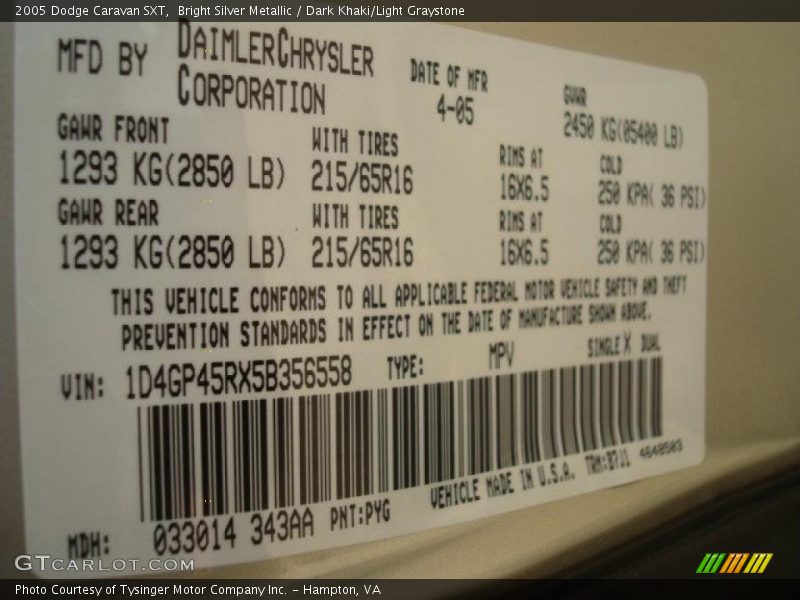 2005 Dodge Caravan SXT, Bright Silver Metallic / Dark Khaki/Light Graystone
MFD BY DAIMLERCHRYSLER CORPORATION
DATE OF MFR 4-05
GVWR 2450 KG(05400 LB)
GAWR FRONT WITH TIRES RIMS AT COLD
1293 KG(2850 LB) 215/65R16 16X6.5 250 KPA( 36 PSI)
GAWR REAR WITH TIRES RIMS AT COLD
1293 KG(2850 LB) 215/65R16 16X6.5 250 KPA( 36 PSI)
THIS VEHICLE CONFORMS TO ALL APPLICABLE FEDERAL MOTOR VEHICLE SAFETY AND THEFT
PREVENTION STANDARDS IN EFFECT ON THE DATE OF MANUFACTURE SHOWN ABOVE.
VIN: 1D4GP45RX5B356558 TYPE: MPV SINGLE X DUAL
MDH: 033014 343AA PNT:PYG VEHICLE MADE IN U.S.A. TRM: 4648503
GTCARLOT.COM
Photo Courtesy of Tysinger Motor Company Inc. - Hampton, VA